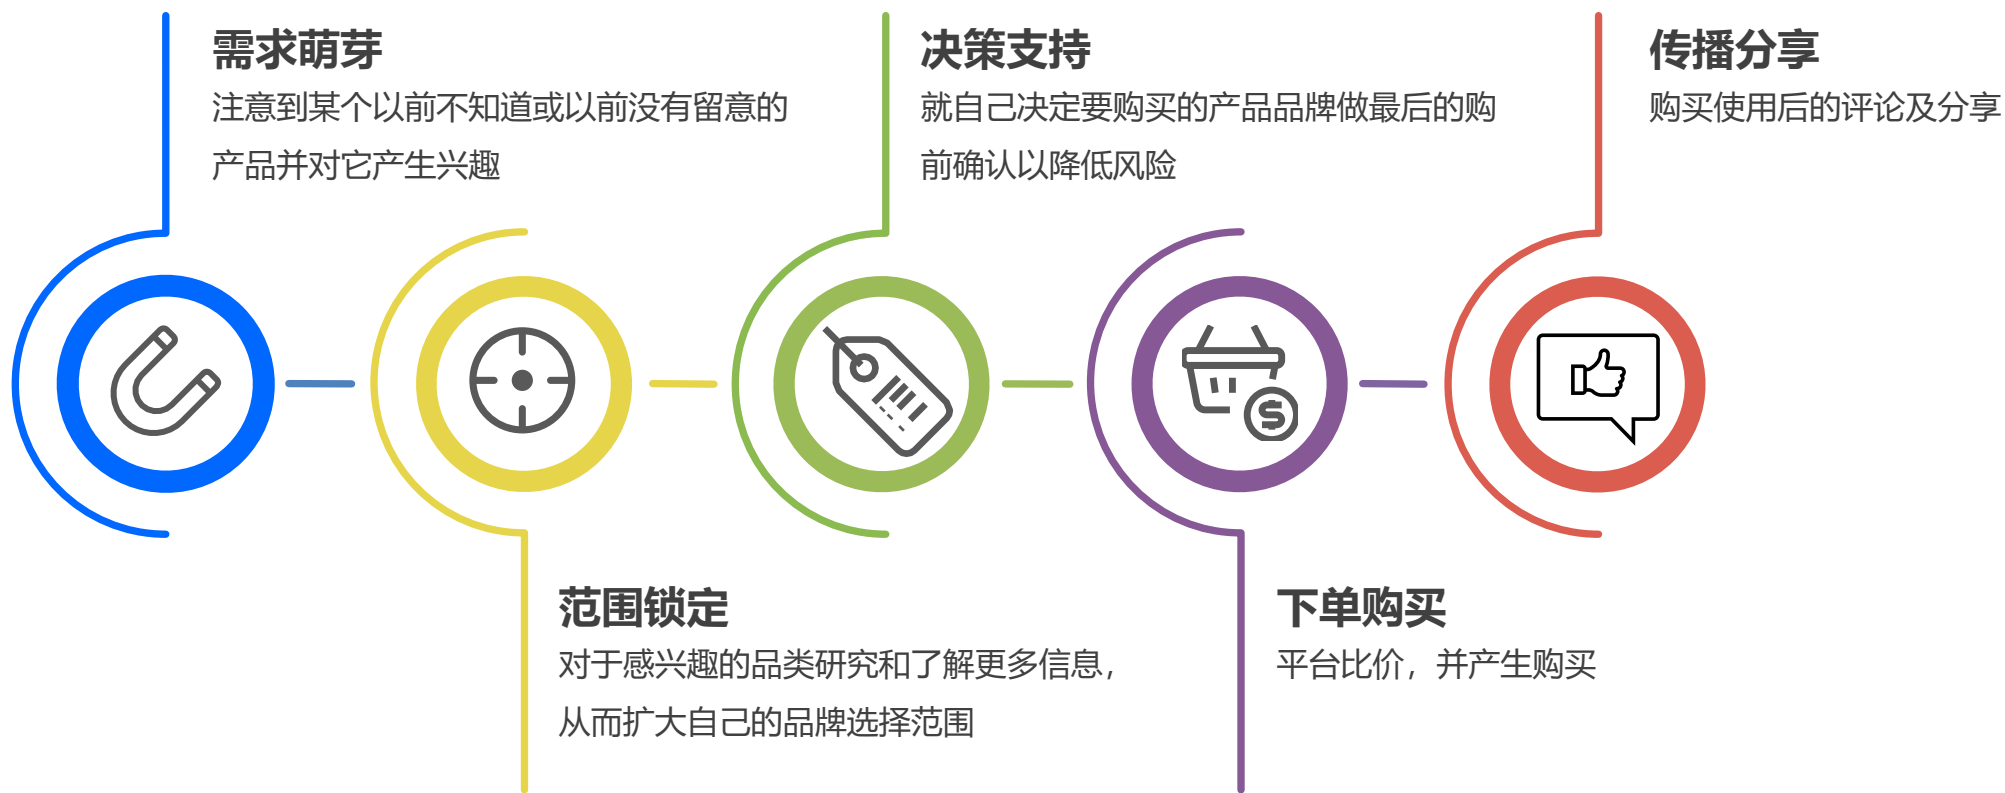 需求萌芽
注意到某个以前不知道或以前没有留意的
产品并对它产生兴趣
范围锁定
对于感兴趣的品类研究和了解更多信息，
从而扩大自己的品牌选择范围
决策支持
就自己决定要购买的产品品牌做最后的购
前确认以降低风险
下单购买
平台比价，并产生购买
传播分享
购买使用后的评论及分享